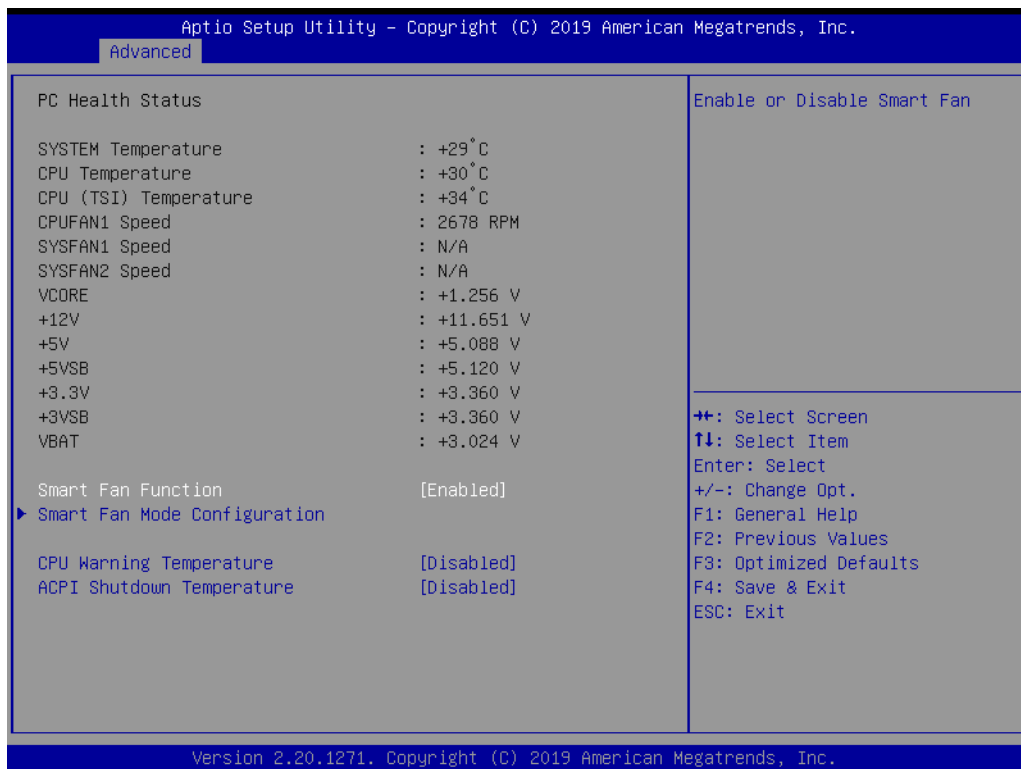 Aptio Setup Utility – Copyright (C) 2019 American Megatrends, Inc.
Advanced
PC Health Status
SYSTEM Temperature : +29°C
CPU Temperature : +30°C
CPU (TSI) Temperature : +34°C
CPUFAN1 Speed : 2678 RPM
SYSFAN1 Speed : N/A
SYSFAN2 Speed : N/A
VCORE : +1.256 V
+12V : +11.651 V
+5V : +5.088 V
+5VSB : +5.120 V
+3.3V : +3.360 V
+3VSB : +3.360 V
VBAT : +3.024 V
Smart Fan Function [Enabled]
Smart Fan Mode Configuration
CPU Warning Temperature [Disabled]
ACPI Shutdown Temperature [Disabled]
Enable or Disable Smart Fan
→←: Select Screen
↑↓: Select Item
Enter: Select
+/-: Change Opt.
F1: General Help
F2: Previous Values
F3: Optimized Defaults
F4: Save & Exit
ESC: Exit
Version 2.20.1271. Copyright (C) 2019 American Megatrends, Inc.